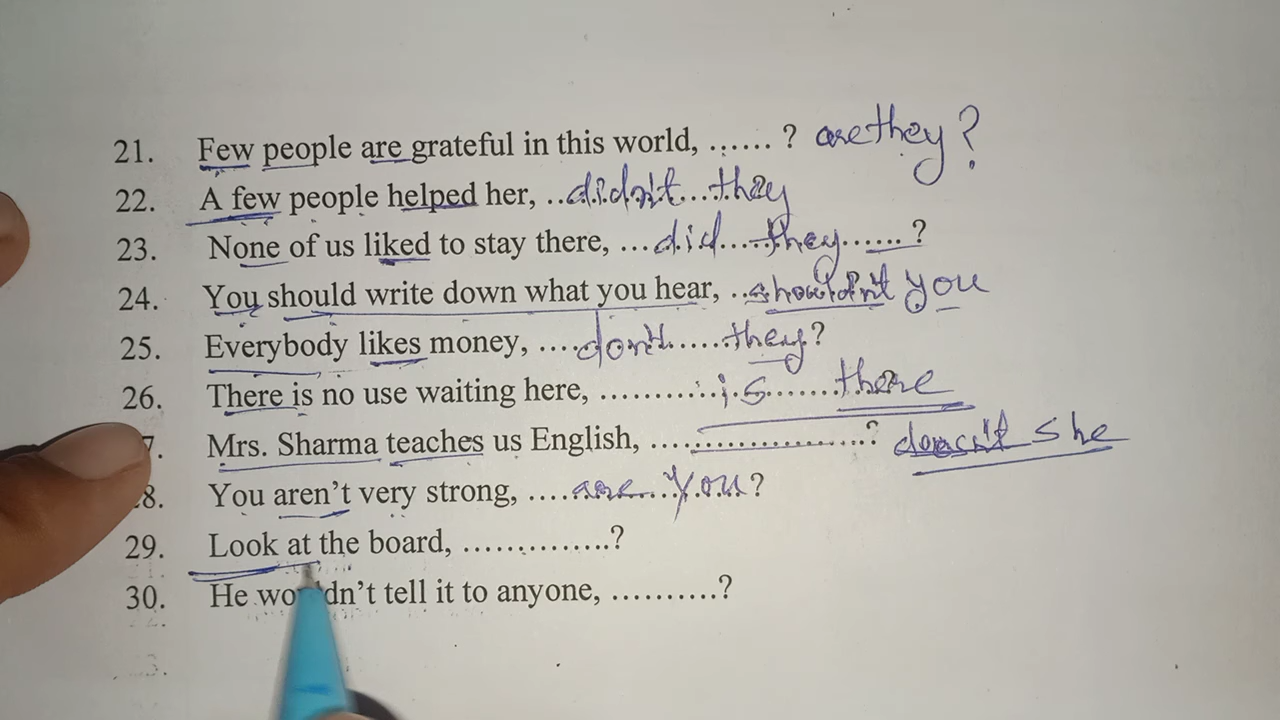 21. Few people are grateful in this world, ......? are they?
22. A few people helped her, ..didn't....they?
23. None of us liked to stay there, ...did....they......?
24. You should write down what you hear, ..shouldn't you
25. Everybody likes money, ....don't......they?
26. There is no use waiting here, ............is.......there
7. Mrs. Sharma teaches us English, ......................? doesn't she
8. You aren't very strong, ....are...you?
29. Look at the board, ...............?
30. He wouldn't tell it to anyone, ..........?